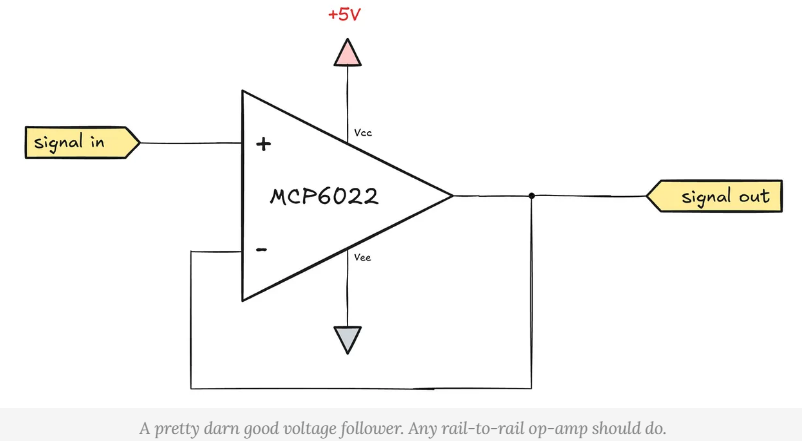 +5V
Vcc
signal in
+
MCP6022
signal out
-
Vee
A pretty darn good voltage follower. Any rail-to-rail op-amp should do.